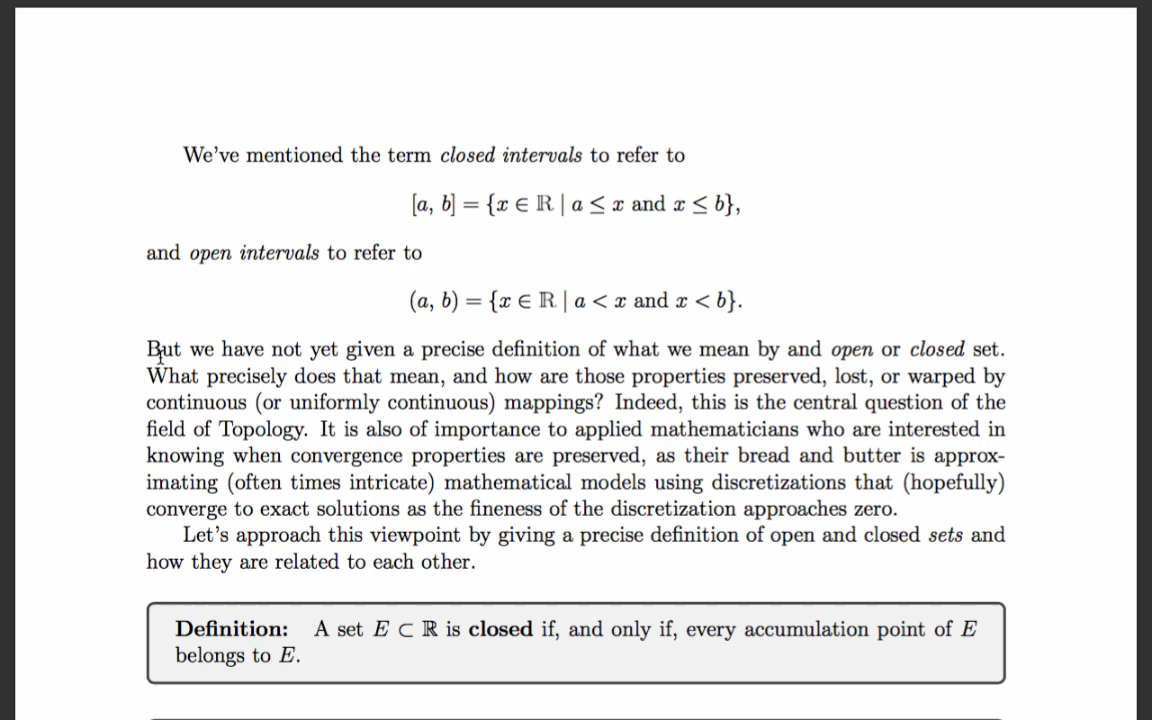 We've mentioned the term closed intervals to refer to
[a, b] = {x ∈ ℝ | a ≤ x and x ≤ b},
and open intervals to refer to
(a, b) = {x ∈ ℝ | a < x and x < b}.
But we have not yet given a precise definition of what we mean by and open or closed set.
What precisely does that mean, and how are those properties preserved, lost, or warped by
continuous (or uniformly continuous) mappings? Indeed, this is the central question of the
field of Topology. It is also of importance to applied mathematicians who are interested in
knowing when convergence properties are preserved, as their bread and butter is approx-
imating (often times intricate) mathematical models using discretizations that (hopefully)
converge to exact solutions as the fineness of the discretization approaches zero.
Let's approach this viewpoint by giving a precise definition of open and closed sets and
how they are related to each other.
Definition: A set E ⊂ ℝ is closed if, and only if, every accumulation point of E
belongs to E.